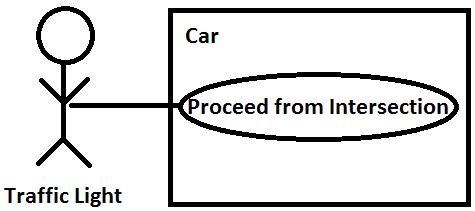 Car
Proceed from Intersection
Traffic Light